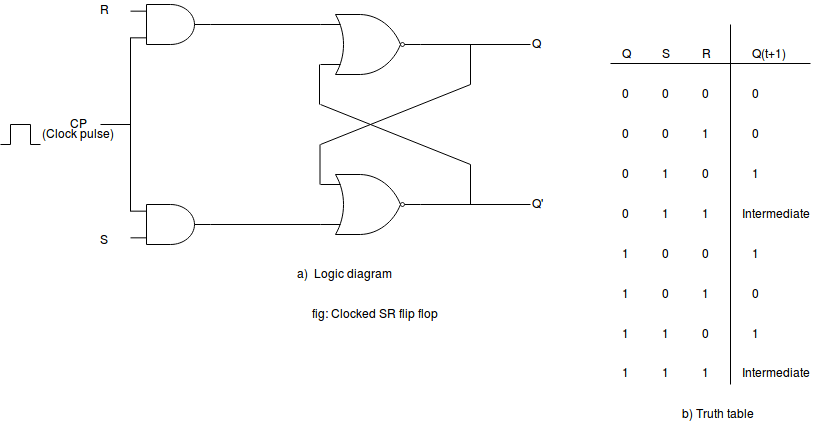 R
Q
CP
(Clock pulse)
Q'
S
a) Logic diagram
fig: Clocked SR flip flop
Q S R Q(t+1)
0 0 0 0
0 0 1 0
0 1 0 1
0 1 1 Intermediate
1 0 0 1
1 0 1 0
1 1 0 1
1 1 1 Intermediate
b) Truth table